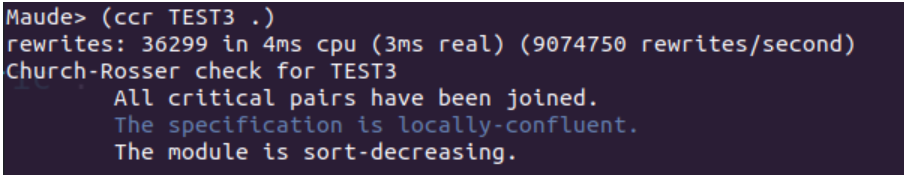 Maude> (ccr TEST3 .)
rewrites: 36299 in 4ms cpu (3ms real) (9074750 rewrites/second)
Church-Rosser check for TEST3
All critical pairs have been joined.
The specification is locally-confluent.
The module is sort-decreasing.